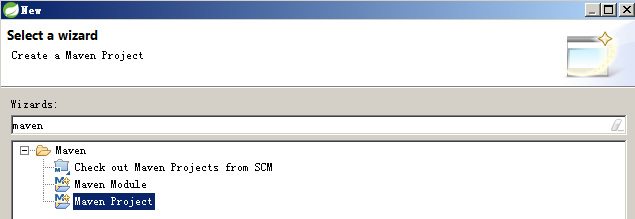 New
Select a wizard
Create a Maven Project
Wizards:
maven
Maven
Check out Maven Projects from SCM
Maven Module
Maven Project